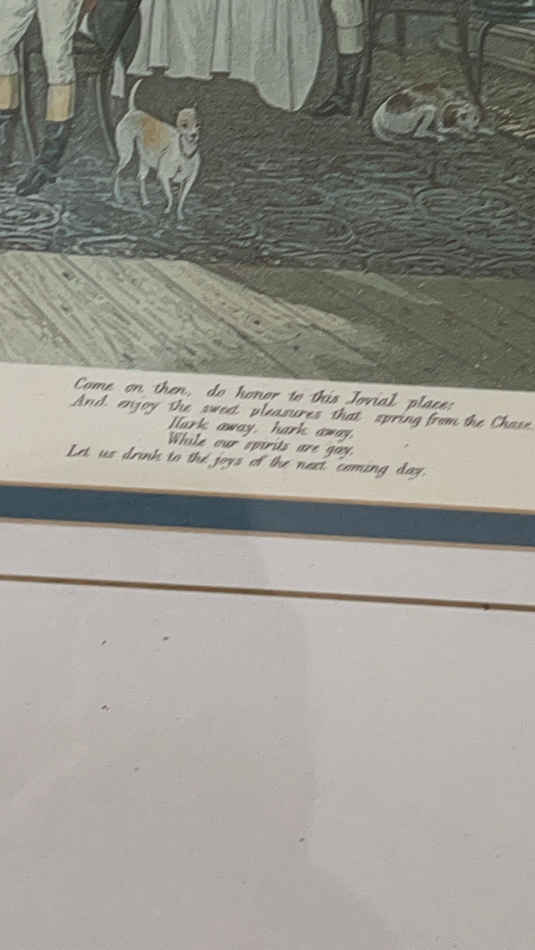 Come on then, do honor to this Jovial place;
And enjoy the sweet pleasures that spring from the Chase.
Hark away, hark away,
While our spirits are gay,
Let us drink to the joys of the next coming day.